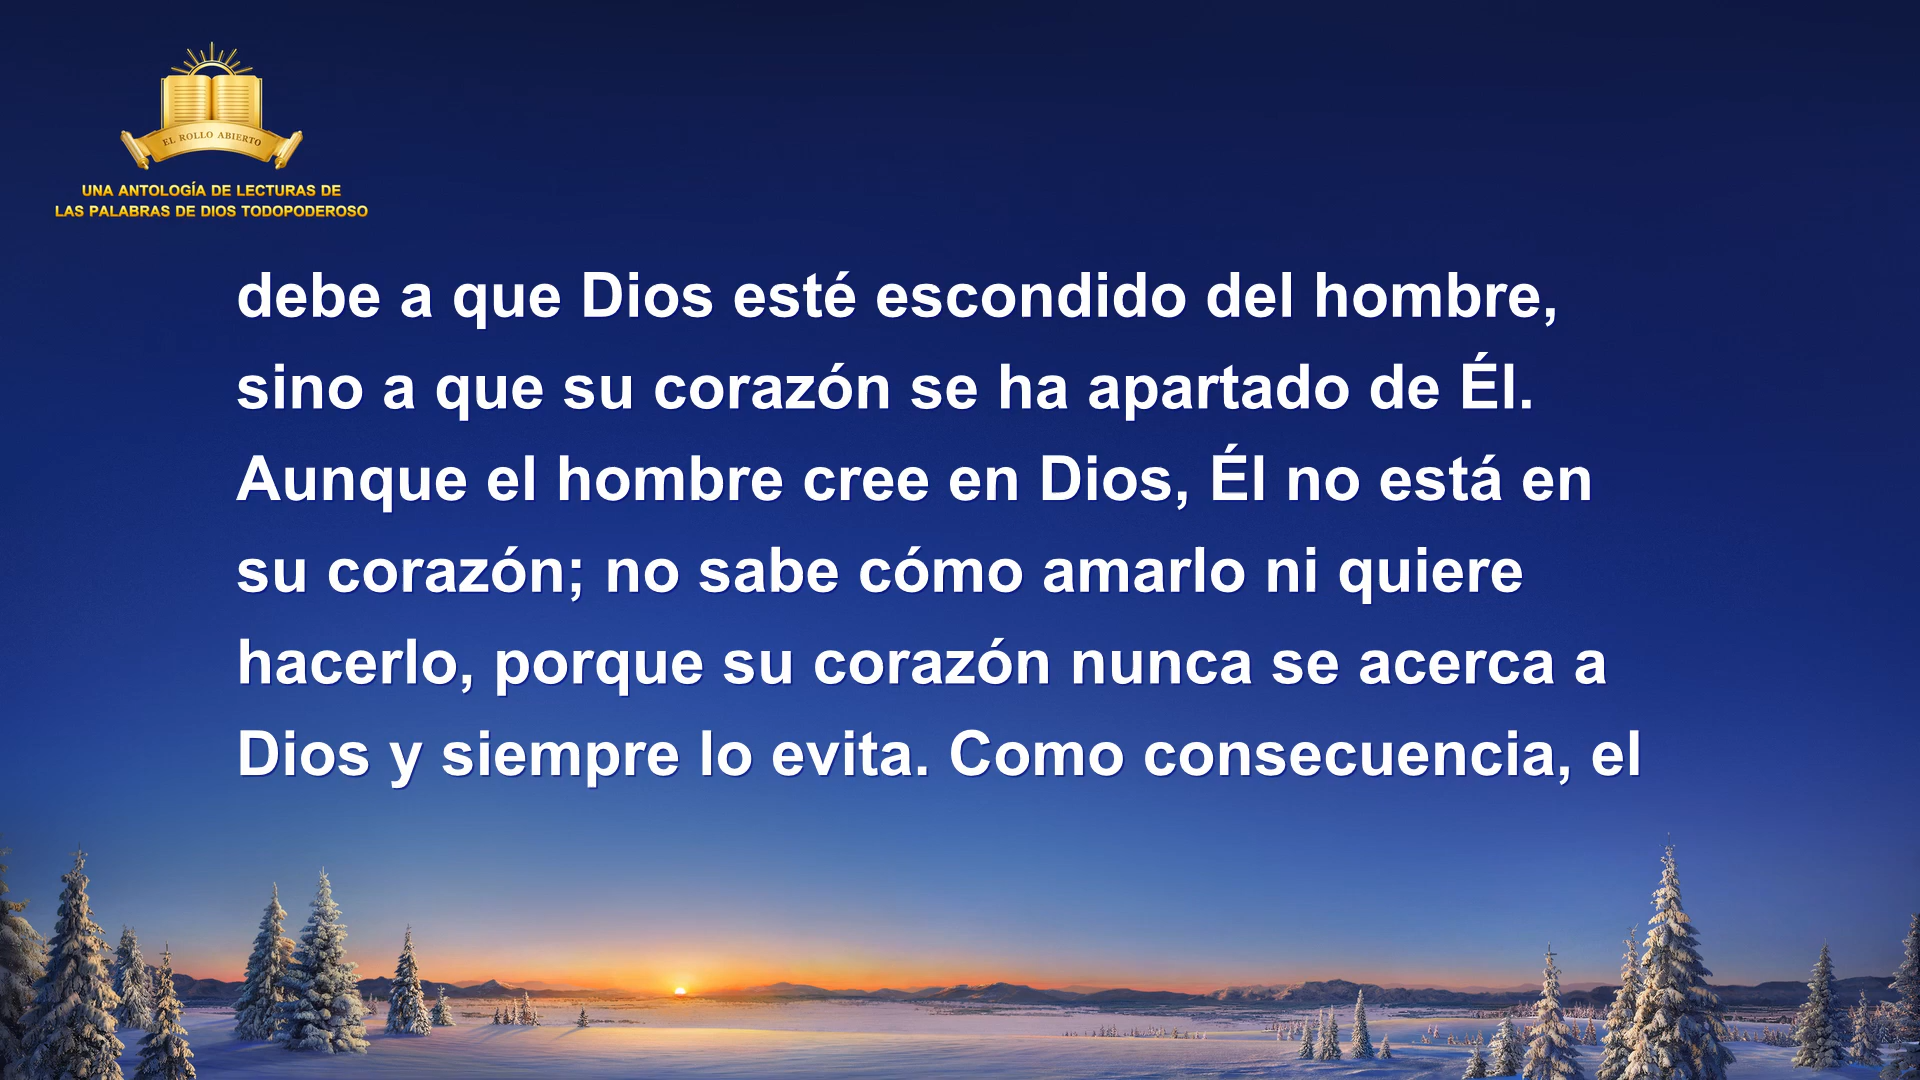 EL ROLLO ABIERTO
UNA ANTOLOGÍA DE LECTURAS DE
LAS PALABRAS DE DIOS TODOPODEROSO
debe a que Dios esté escondido del hombre,
sino a que su corazón se ha apartado de Él.
Aunque el hombre cree en Dios, Él no está en
su corazón; no sabe cómo amarlo ni quiere
hacerlo, porque su corazón nunca se acerca a
Dios y siempre lo evita. Como consecuencia, el